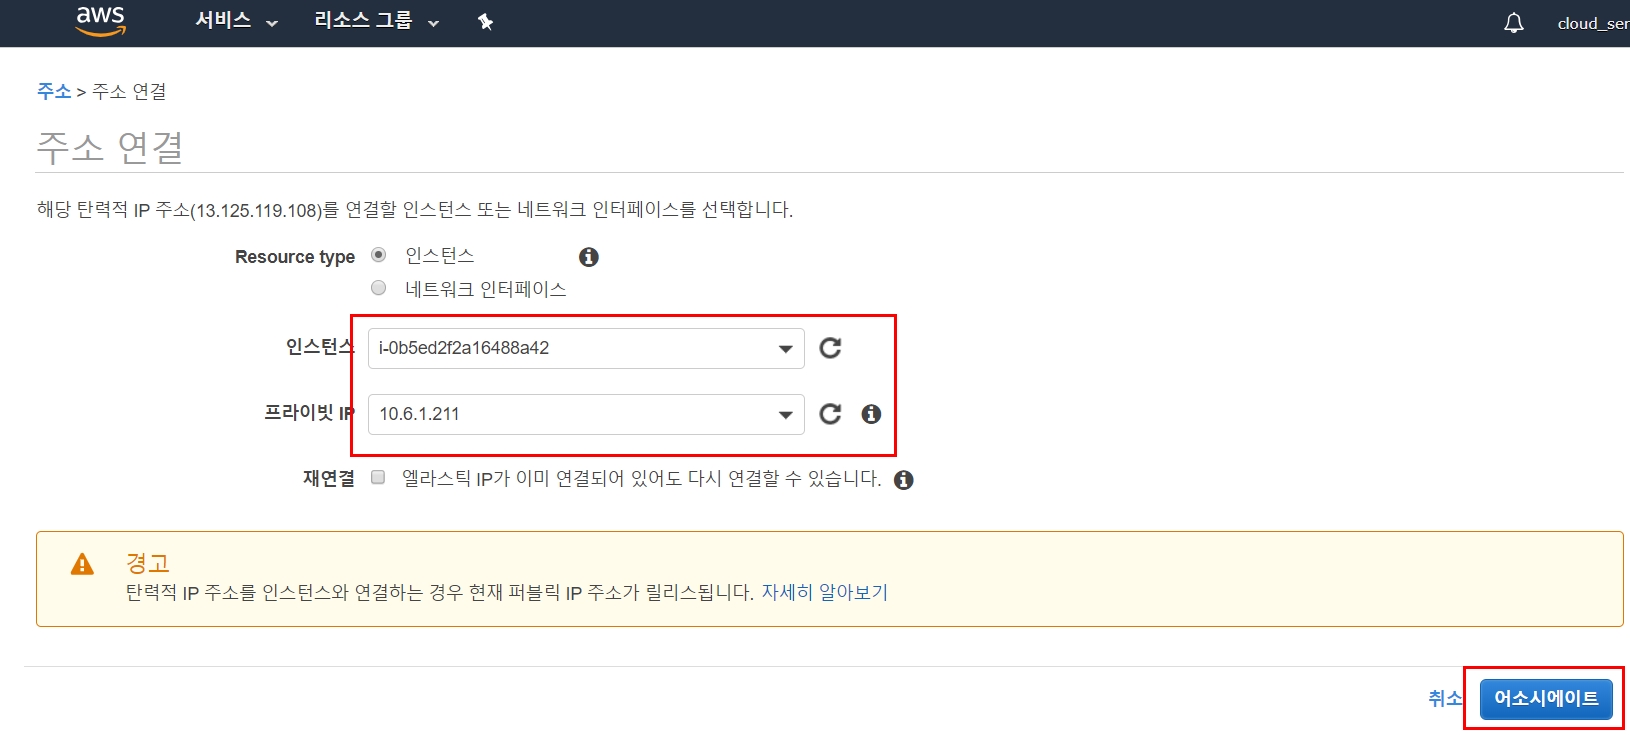 aws 서비스 리소스 그룹 cloud_ser
주소 > 주소 연결
주소 연결
해당 탄력적 IP 주소(13.125.119.108)를 연결할 인스턴스 또는 네트워크 인터페이스를 선택합니다.
Resource type 인스턴스
네트워크 인터페이스
인스턴스 i-0b5ed2f2a16488a42
프라이빗 IP 10.6.1.211
재연결 엘라스틱 IP가 이미 연결되어 있어도 다시 연결할 수 있습니다.
경고
탄력적 IP 주소를 인스턴스와 연결하는 경우 현재 퍼블릭 IP 주소가 릴리스됩니다. 자세히 알아보기
취소 어소시에이트